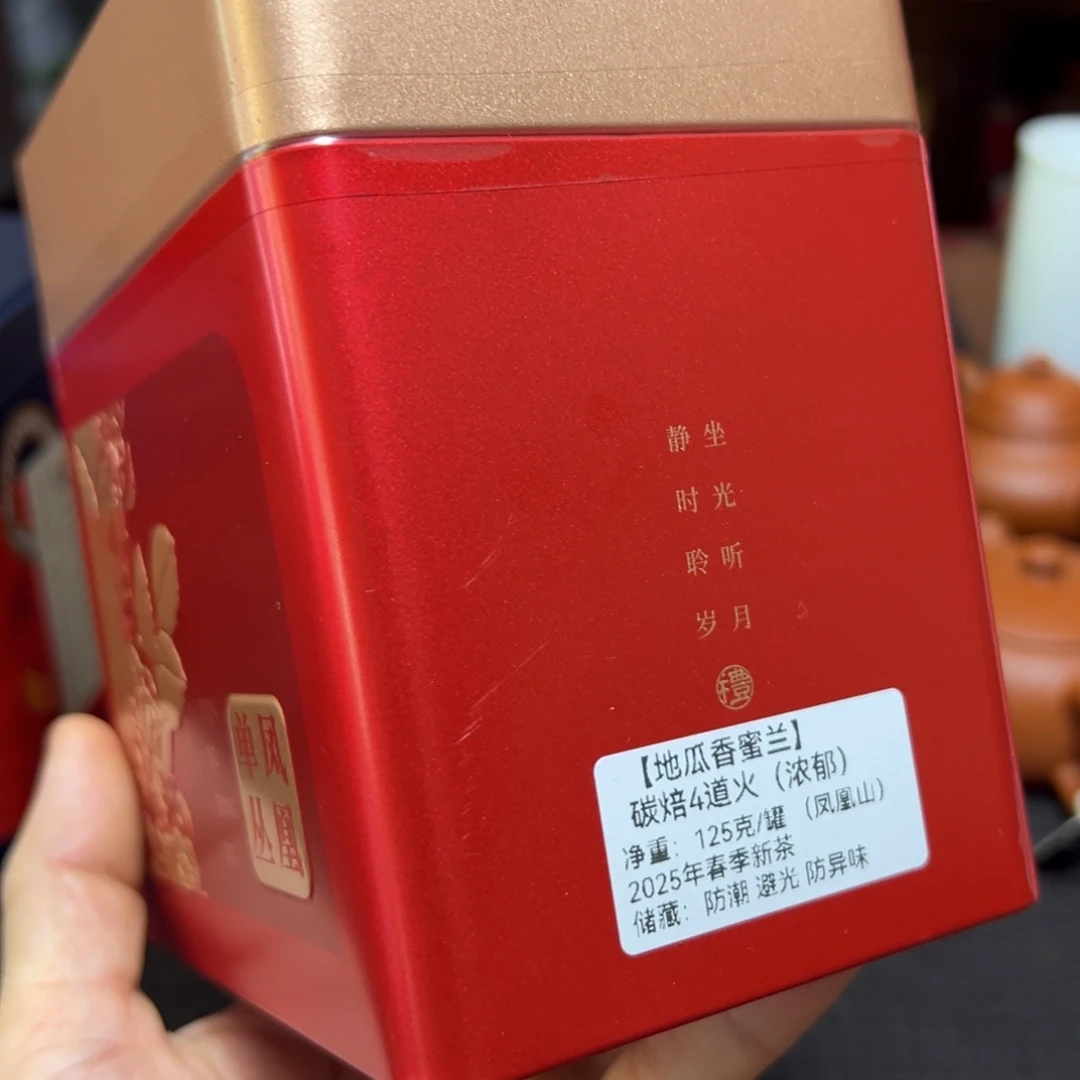 静坐
时光
聆听
岁月
禮
凤凰
单丛
【地瓜香蜜兰】
碳焙4道火（浓郁）
净重：125克/罐（凤凰山）
2025年春季新茶
储藏：防潮 避光 防异味